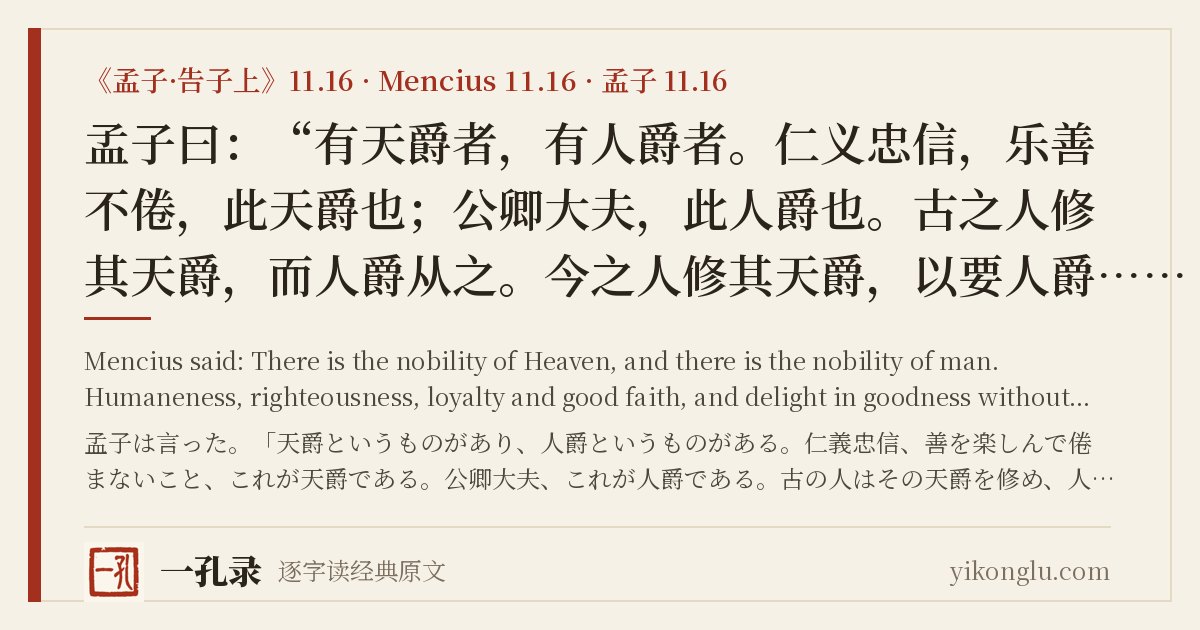 《孟子·告子上》11.16 · Mencius 11.16 · 孟子 11.16
孟子曰：“有天爵者，有人爵者。仁义忠信，乐善
不倦，此天爵也；公卿大夫，此人爵也。古之人修
其天爵，而人爵从之。今之人修其天爵，以要人爵……
Mencius said: There is the nobility of Heaven, and there is the nobility of man.
Humaneness, righteousness, loyalty and good faith, and delight in goodness without...
孟子は言った。「天爵というものがあり、人爵というものがある。仁義忠信、善を楽しんで倦
まないこと、これが天爵である。公卿大夫、これが人爵である。古の人はその天爵を修め、人…
一孔
一孔录 逐字读经典原文
yikonglu.com